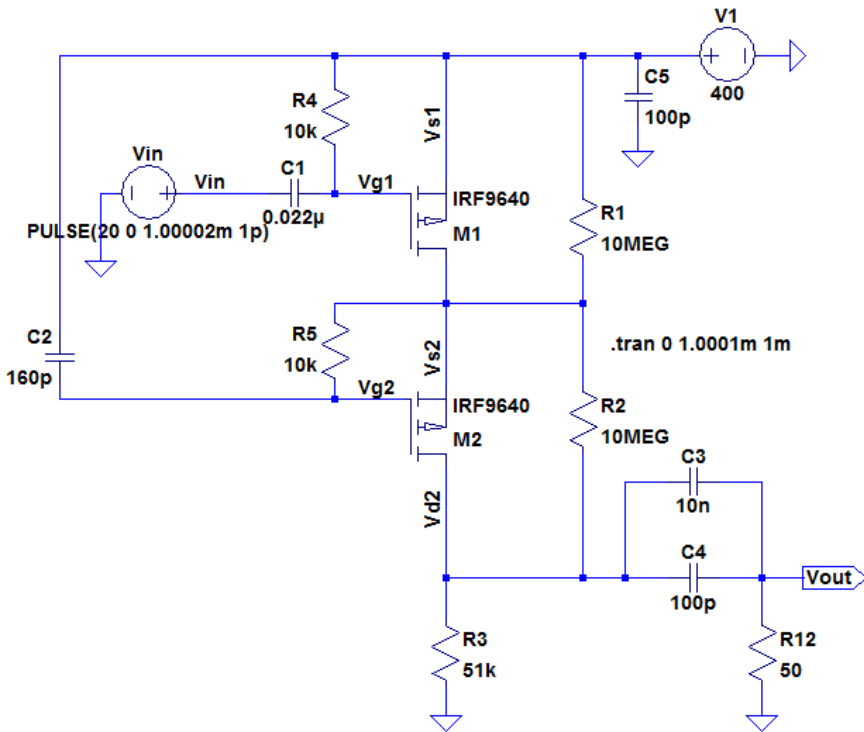 V1
400
C5
100p
R4
10k
Vs1
Vin
Vin
C1
0.022µ
Vg1
IRF9640
M1
PULSE(20 0 1.00002m 1p)
R1
10MEG
C2
160p
R5
10k
Vs2
.tran 0 1.0001m 1m
Vg2
IRF9640
M2
R2
10MEG
Vd2
C3
10n
C4
100p
Vout
R3
51k
R12
50